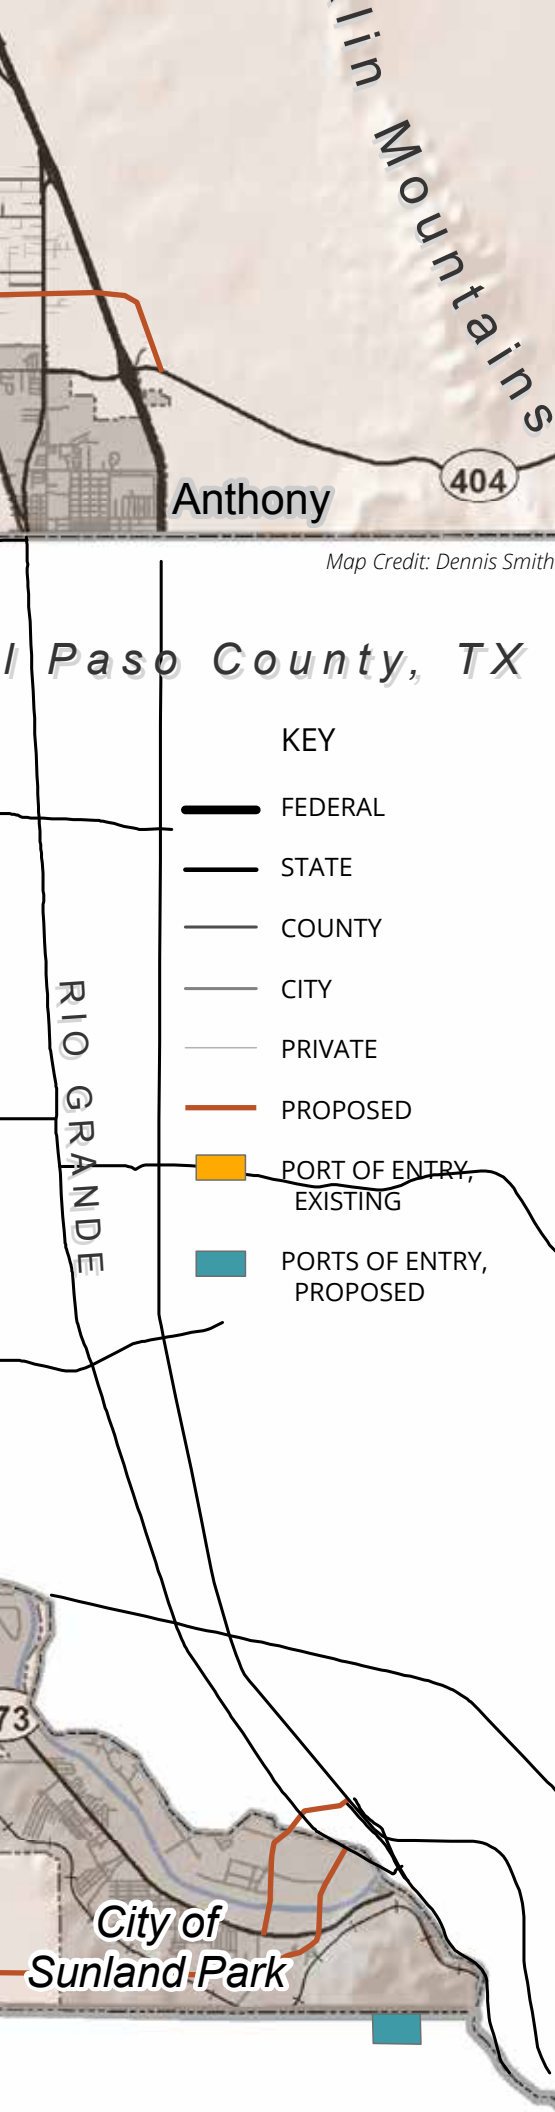 lin Mountains
404
Anthony
Map Credit: Dennis Smith
l Paso County, TX
KEY
FEDERAL
STATE
COUNTY
CITY
PRIVATE
PROPOSED
PORT OF ENTRY,
EXISTING
PORTS OF ENTRY,
PROPOSED
RIO GRANDE
73
City of
Sunland Park